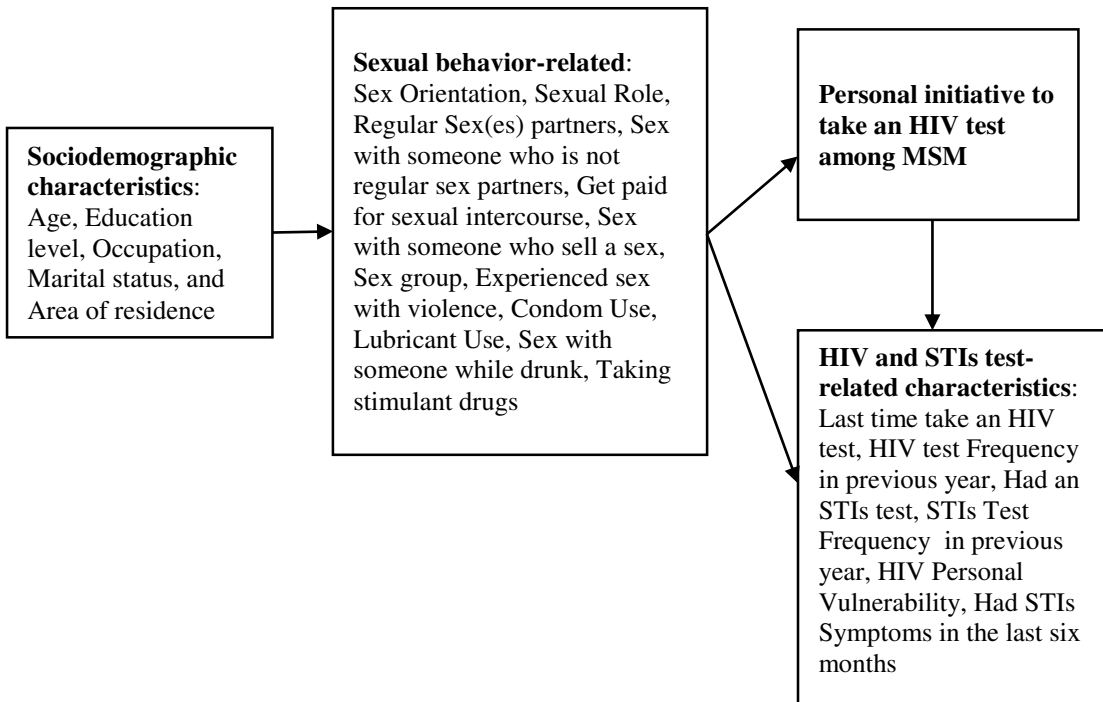 Sociodemographic
characteristics:
Age, Education
level, Occupation,
Marital status, and
Area of residence
Sexual behavior-related:
Sex Orientation, Sexual Role,
Regular Sex(es) partners, Sex
with someone who is not
regular sex partners, Get paid
for sexual intercourse, Sex
with someone who sell a sex,
Sex group, Experienced sex
with violence, Condom Use,
Lubricant Use, Sex with
someone while drunk, Taking
stimulant drugs
Personal initiative to
take an HIV test
among MSM
HIV and STIs test-
related characteristics:
Last time take an HIV
test, HIV test Frequency
in previous year, Had an
STIs test, STIs Test
Frequency in previous
year, HIV Personal
Vulnerability, Had STIs
Symptoms in the last six
months